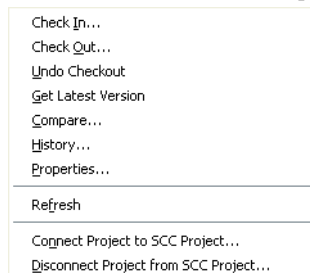 Check In...
Check Out...
Undo Checkout
Get Latest Version
Compare...
History...
Properties...
Refresh
Connect Project to SCC Project...
Disconnect Project from SCC Project...